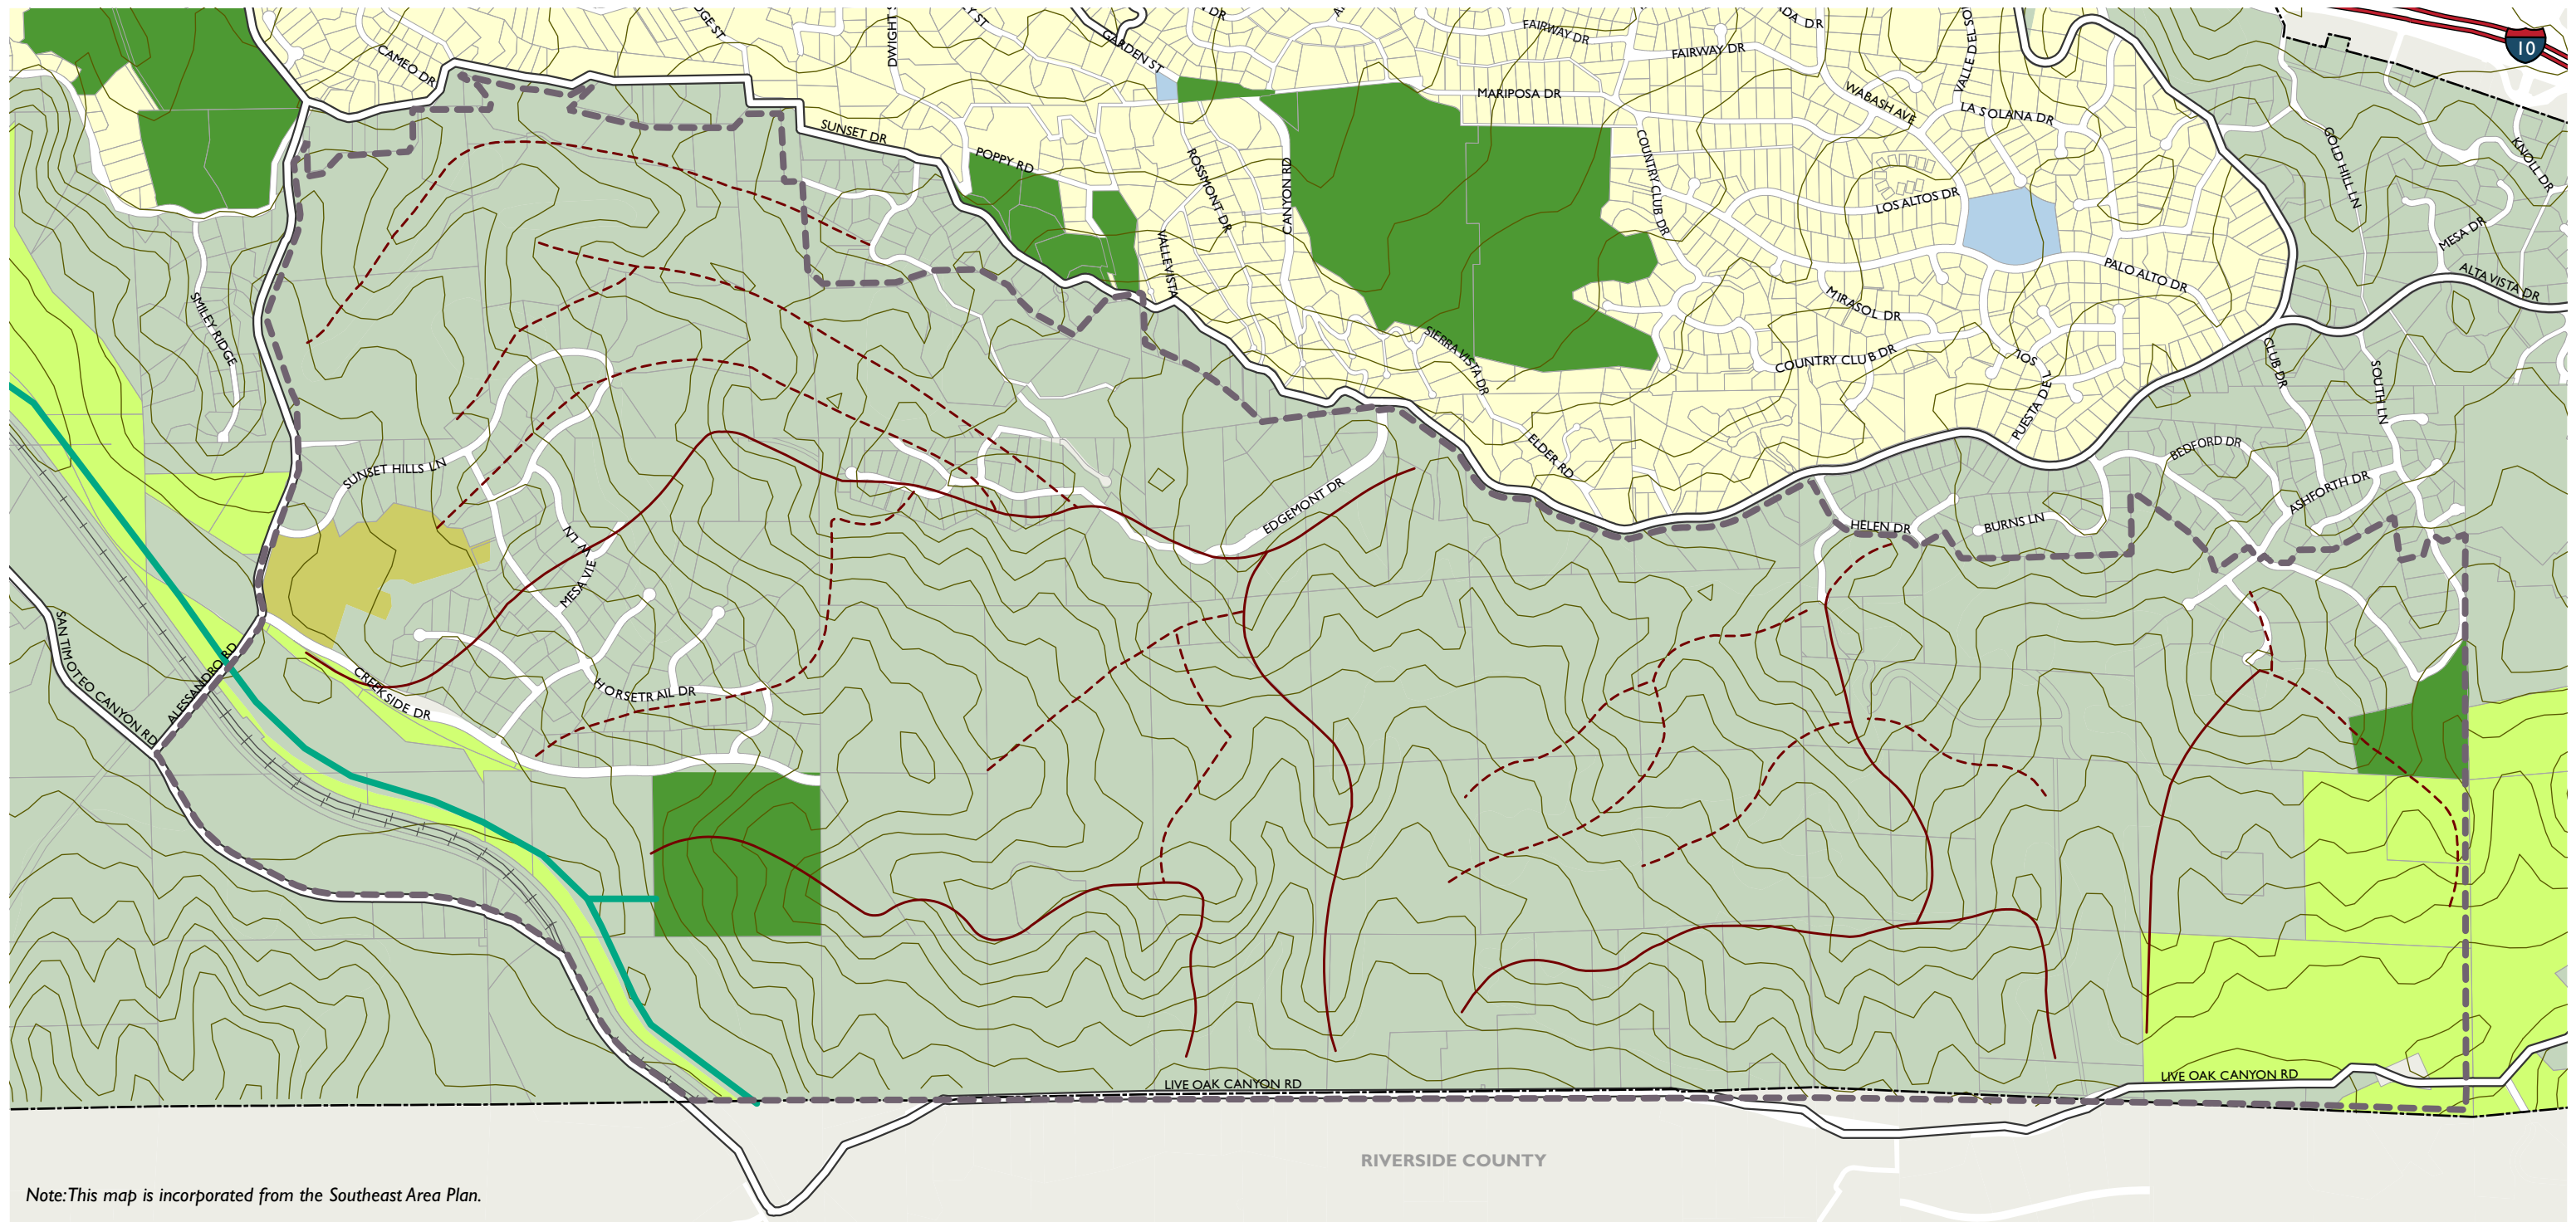 CAMEO DR
DWIGHT
GARDEN ST
DR
FAIRWAY DR
FAIRWAY DR
DR
10
MARIPOSA DR
WABASH AVE
LA SOLANA DR
GOLD HILL LN
KNOLL DR
SUNSET DR
POPPY RD
ROSSMONT DR
CANYON RD
COUNTRY CLUB DR
LOS ALTOS DR
MESA DR
VALLEVISTA
PALO ALTO DR
ALTA VISTA DR
SMILEY RIDGE
MIRASOL DR
SIERRA VISTA DR
COUNTRY CLUB DR
PUESTA DEL SOL
CLUB DR
SOUTH LN
ELDER RD
BEDFORD DR
SUNSET HILLS LN
ASHFORTH DR
EDGEMONT DR
HELEN DR
BURNS LN
MESA VIEW LN
SAN TIMOTEO CANYON RD
ALESSANDRO RD
CREEKSIDE DR
HORSETRAIL DR
LIVE OAK CANYON RD
LIVE OAK CANYON RD
RIVERSIDE COUNTY
Note: This map is incorporated from the Southeast Area Plan.